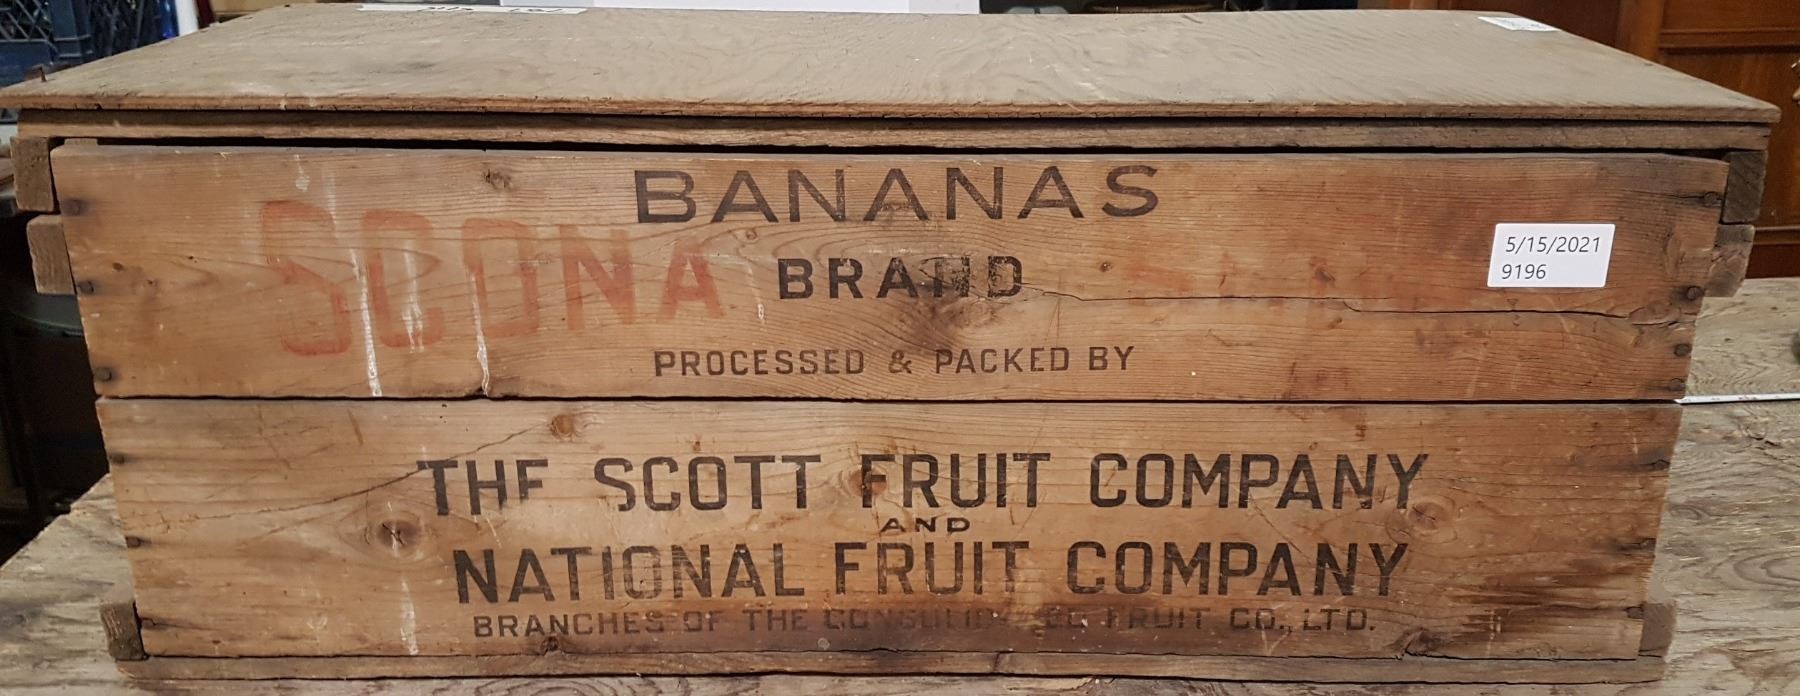 BANANAS
SCONA BRAND
5/15/2021
9196
PROCESSED & PACKED BY
THE SCOTT FRUIT COMPANY
AND
NATIONAL FRUIT COMPANY
BRANCHES OF THE CONSOLIDATED FRUIT CO., LTD.